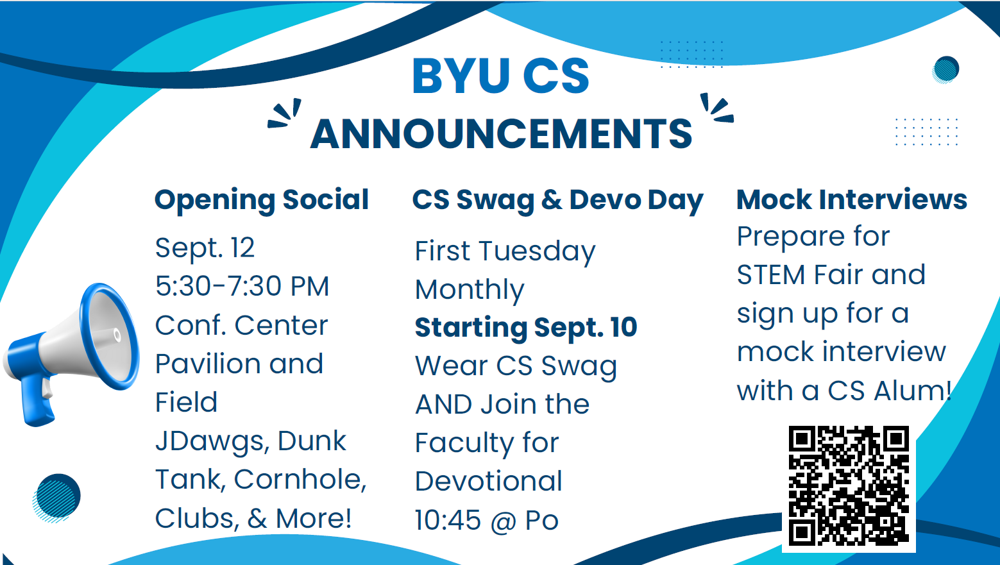 BYU CS
ANNOUNCEMENTS
Opening Social
Sept. 12
5:30-7:30 PM
Conf. Center
Pavilion and
Field
JDawgs, Dunk
Tank, Cornhole,
Clubs, & More!
CS Swag & Devo Day
First Tuesday
Monthly
Starting Sept. 10
Wear CS Swag
AND Join the
Faculty for
Devotional
10:45 @ Po
Mock Interviews
Prepare for
STEM Fair and
sign up for a
mock interview
with a CS Alum!